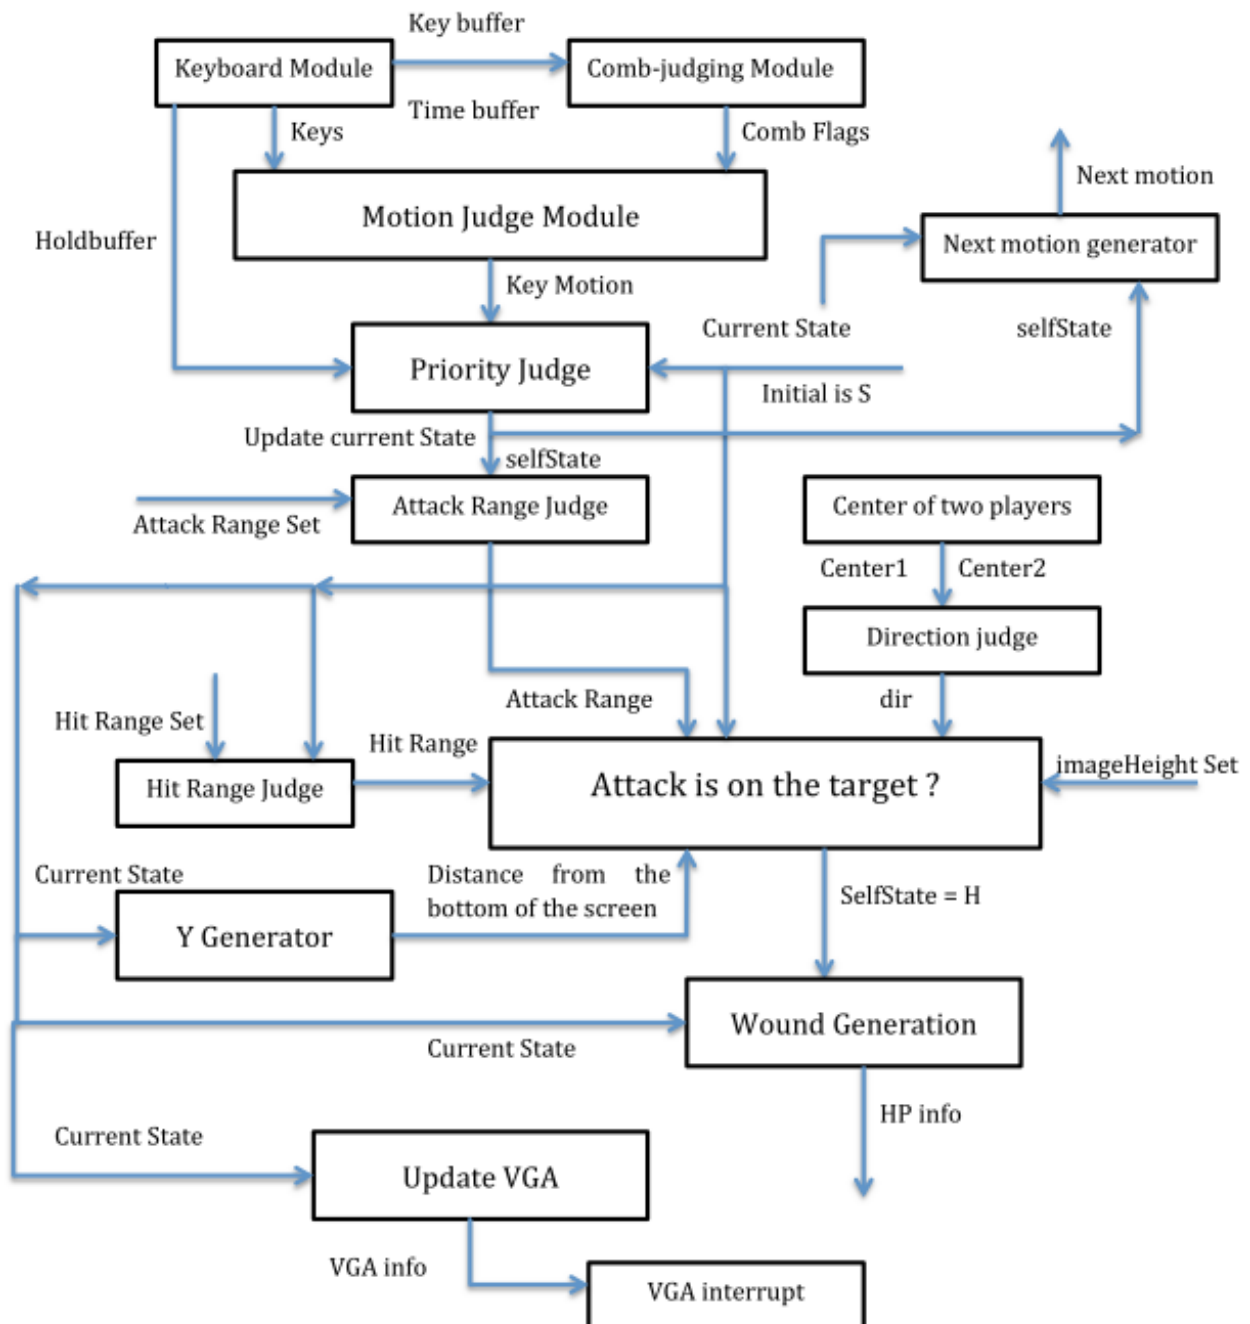 Key buffer
Keyboard Module
Comb-judging Module
Time buffer
Keys
Comb Flags
Next motion
Motion Judge Module
Holdbuffer
Next motion generator
Key Motion
Current State
selfState
Priority Judge
Initial is S
Update current State
selfState
Attack Range Judge
Center of two players
Attack Range Set
Center1
Center2
Direction judge
Attack Range
dir
Hit Range Set
Hit Range
imageHeight Set
Hit Range Judge
Attack is on the target ?
Current State
Distance from the
bottom of the screen
SelfState = H
Y Generator
Wound Generation
Current State
HP info
Current State
Update VGA
VGA info
VGA interrupt